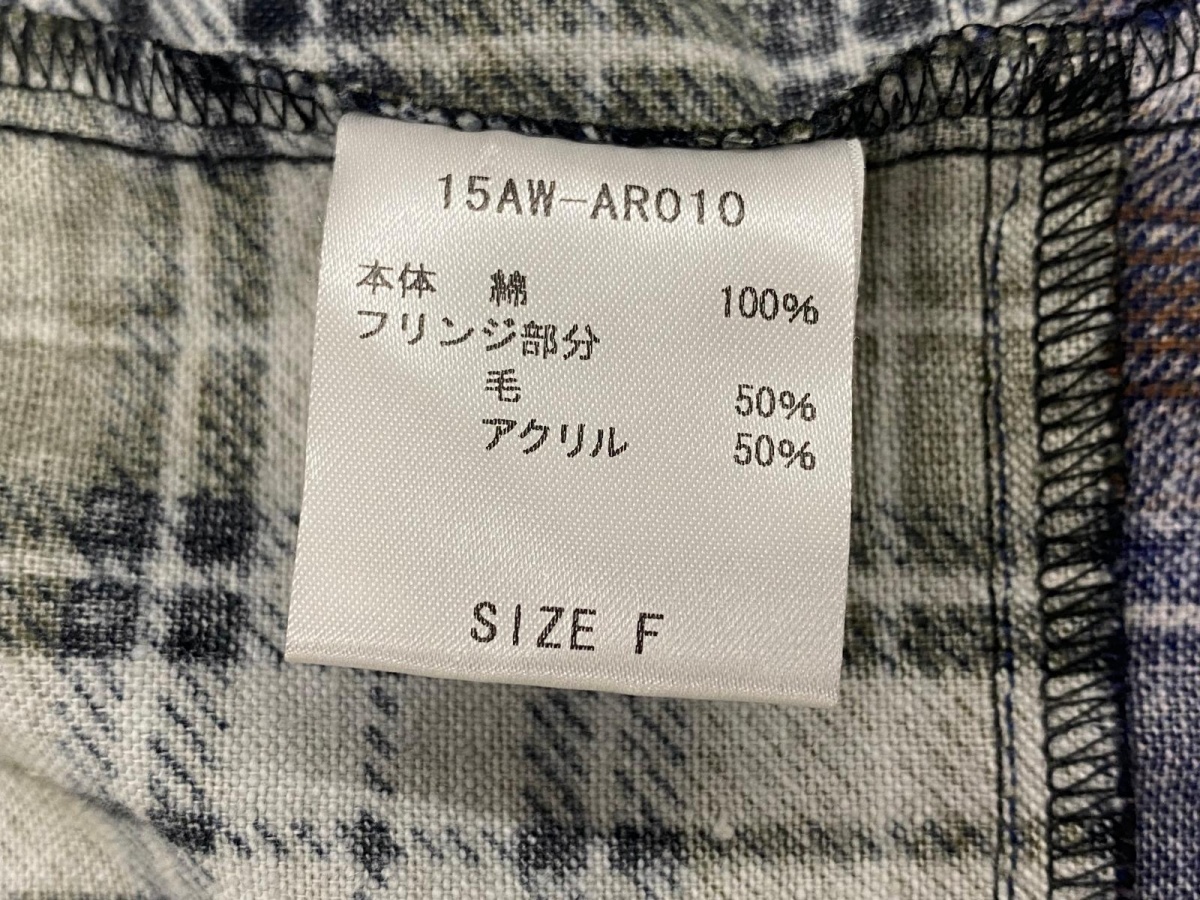 15AW-AR010
本体 綿 100%
フリンジ部分
毛 50%
アクリル 50%
SIZE F